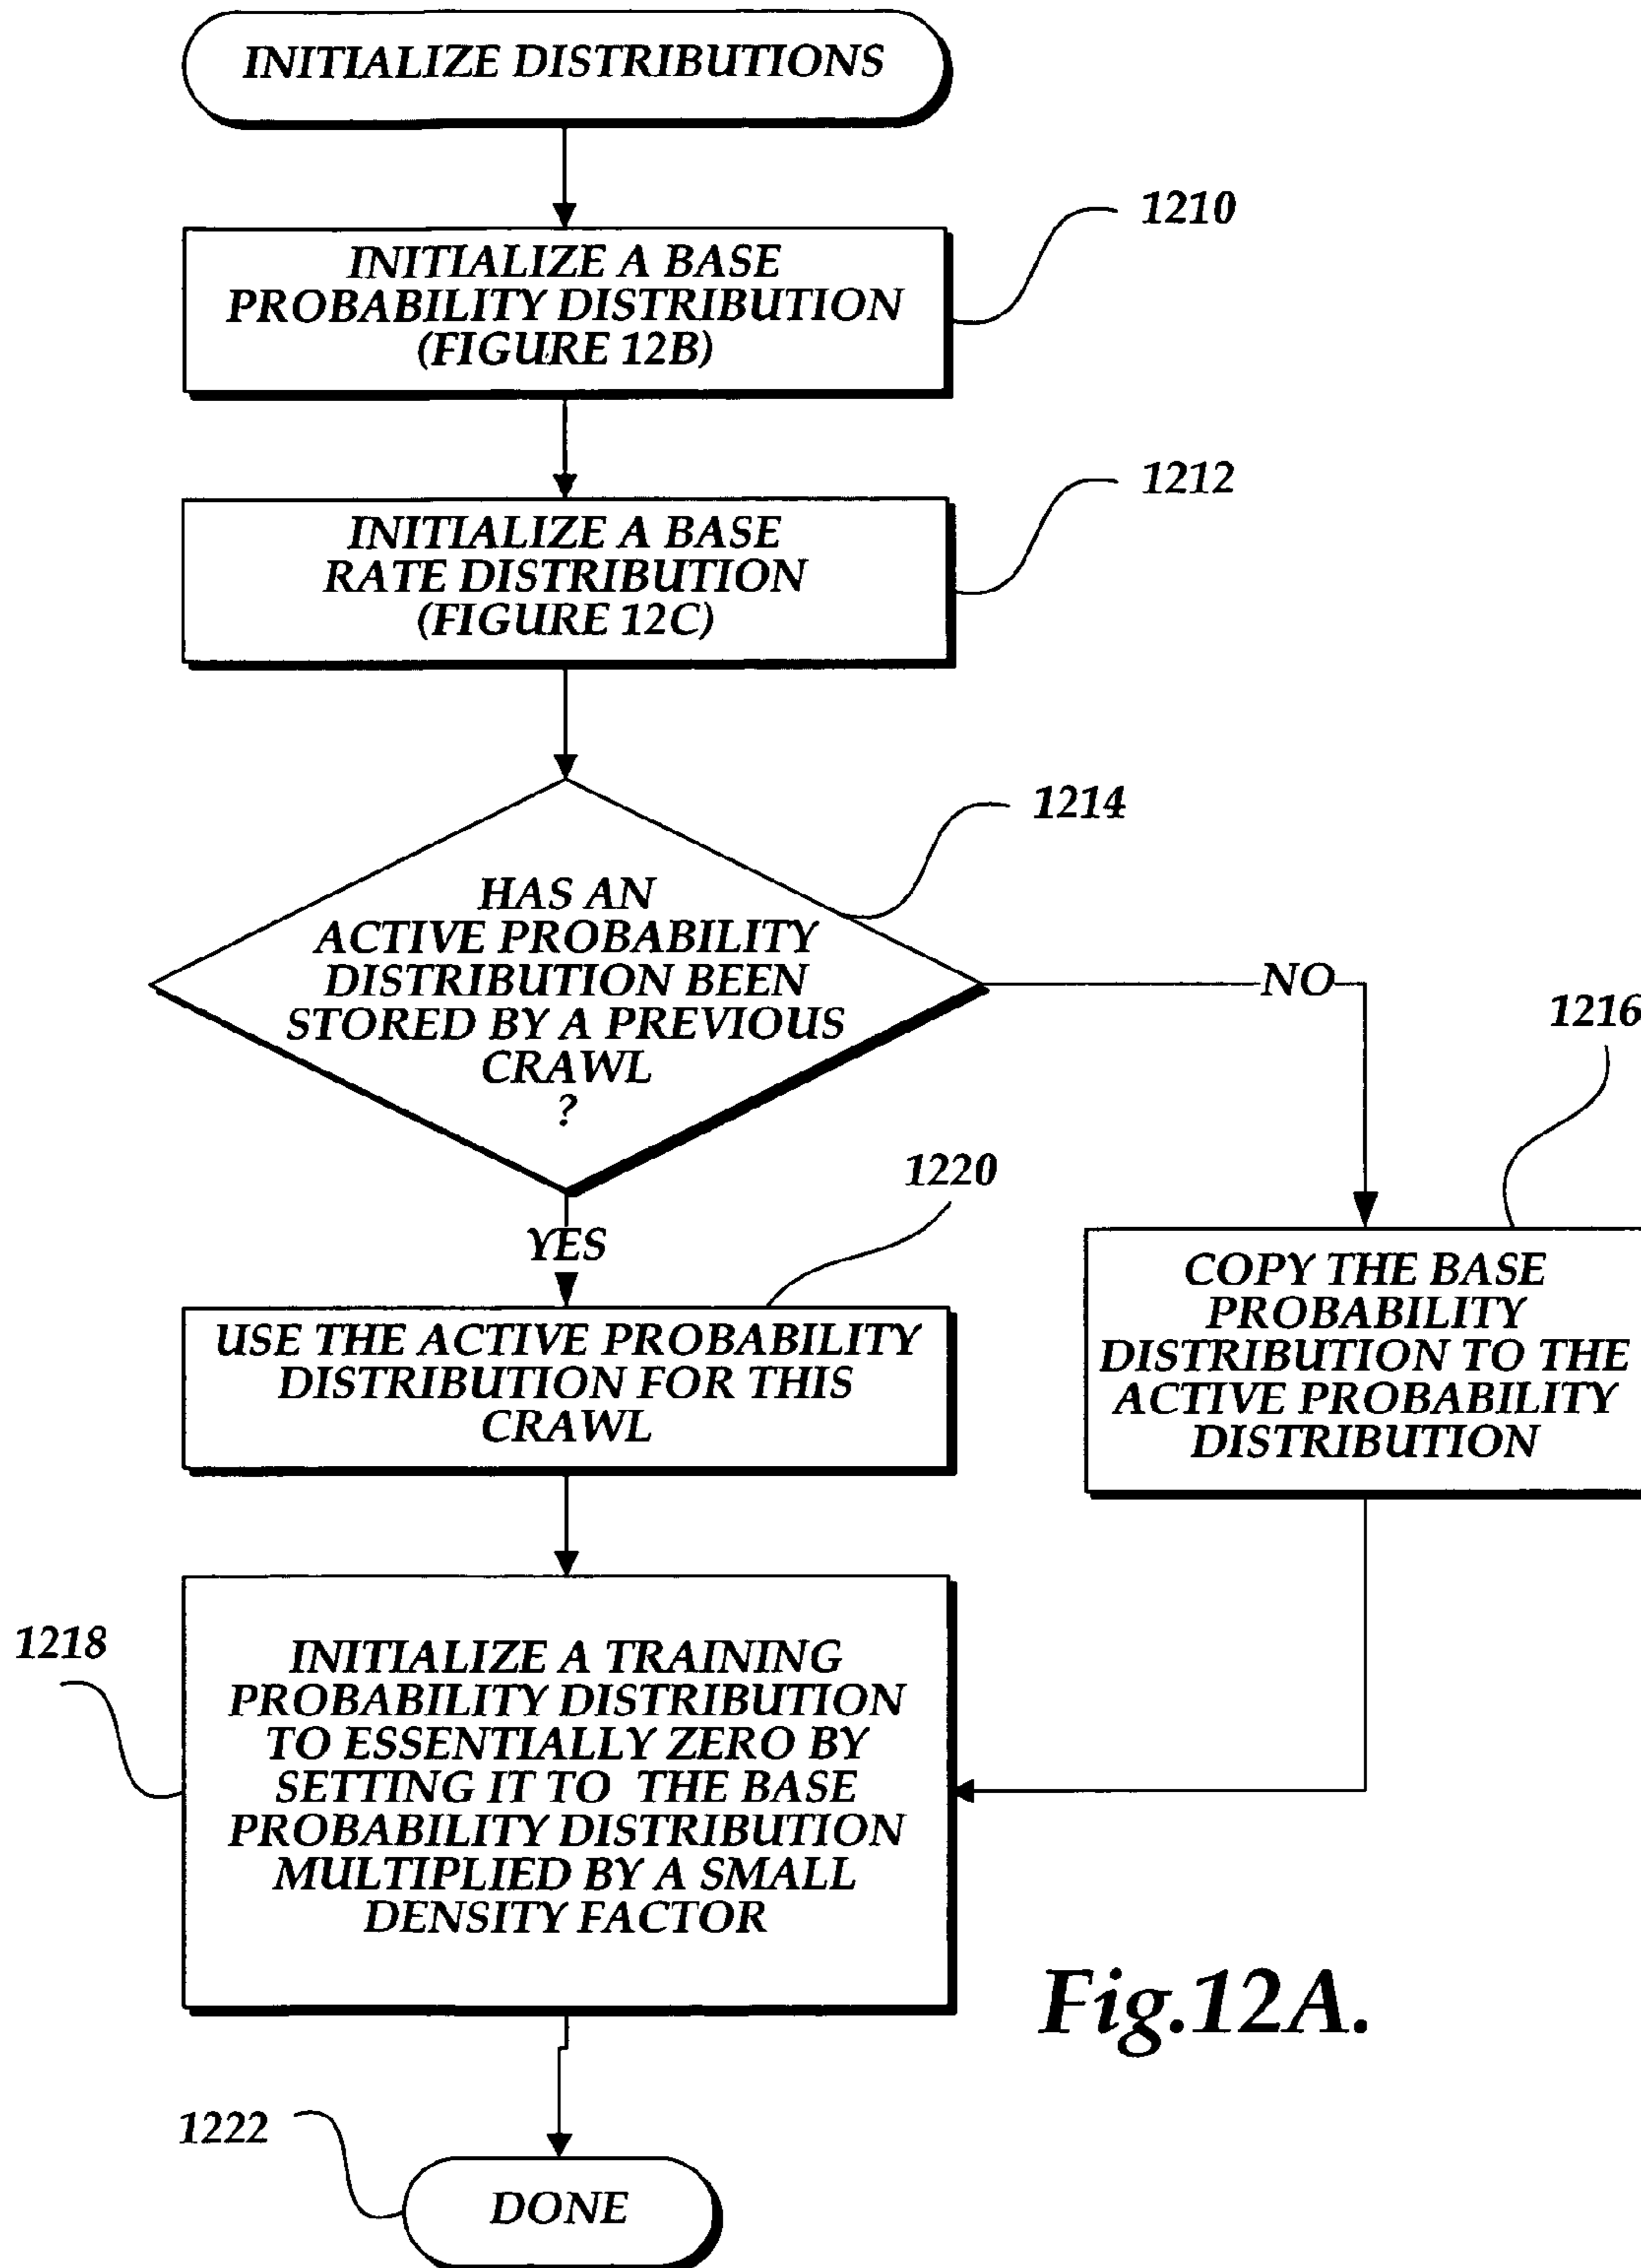 INITIALIZE DISTRIBUTIONS
1210
INITIALIZE A BASE
PROBABILITY DISTRIBUTION
(FIGURE 12B)
1212
INITIALIZE A BASE
RATE DISTRIBUTION
(FIGURE 12C)
1214
HAS AN
ACTIVE PROBABILITY
DISTRIBUTION BEEN
STORED BY A PREVIOUS
CRAWL
?
NO
1216
COPY THE BASE
PROBABILITY
DISTRIBUTION TO THE
ACTIVE PROBABILITY
DISTRIBUTION
YES
1220
USE THE ACTIVE PROBABILITY
DISTRIBUTION FOR THIS
CRAWL
1218
INITIALIZE A TRAINING
PROBABILITY DISTRIBUTION
TO ESSENTIALLY ZERO BY
SETTING IT TO THE BASE
PROBABILITY DISTRIBUTION
MULTIPLIED BY A SMALL
DENSITY FACTOR
Fig.12A.
1222
DONE